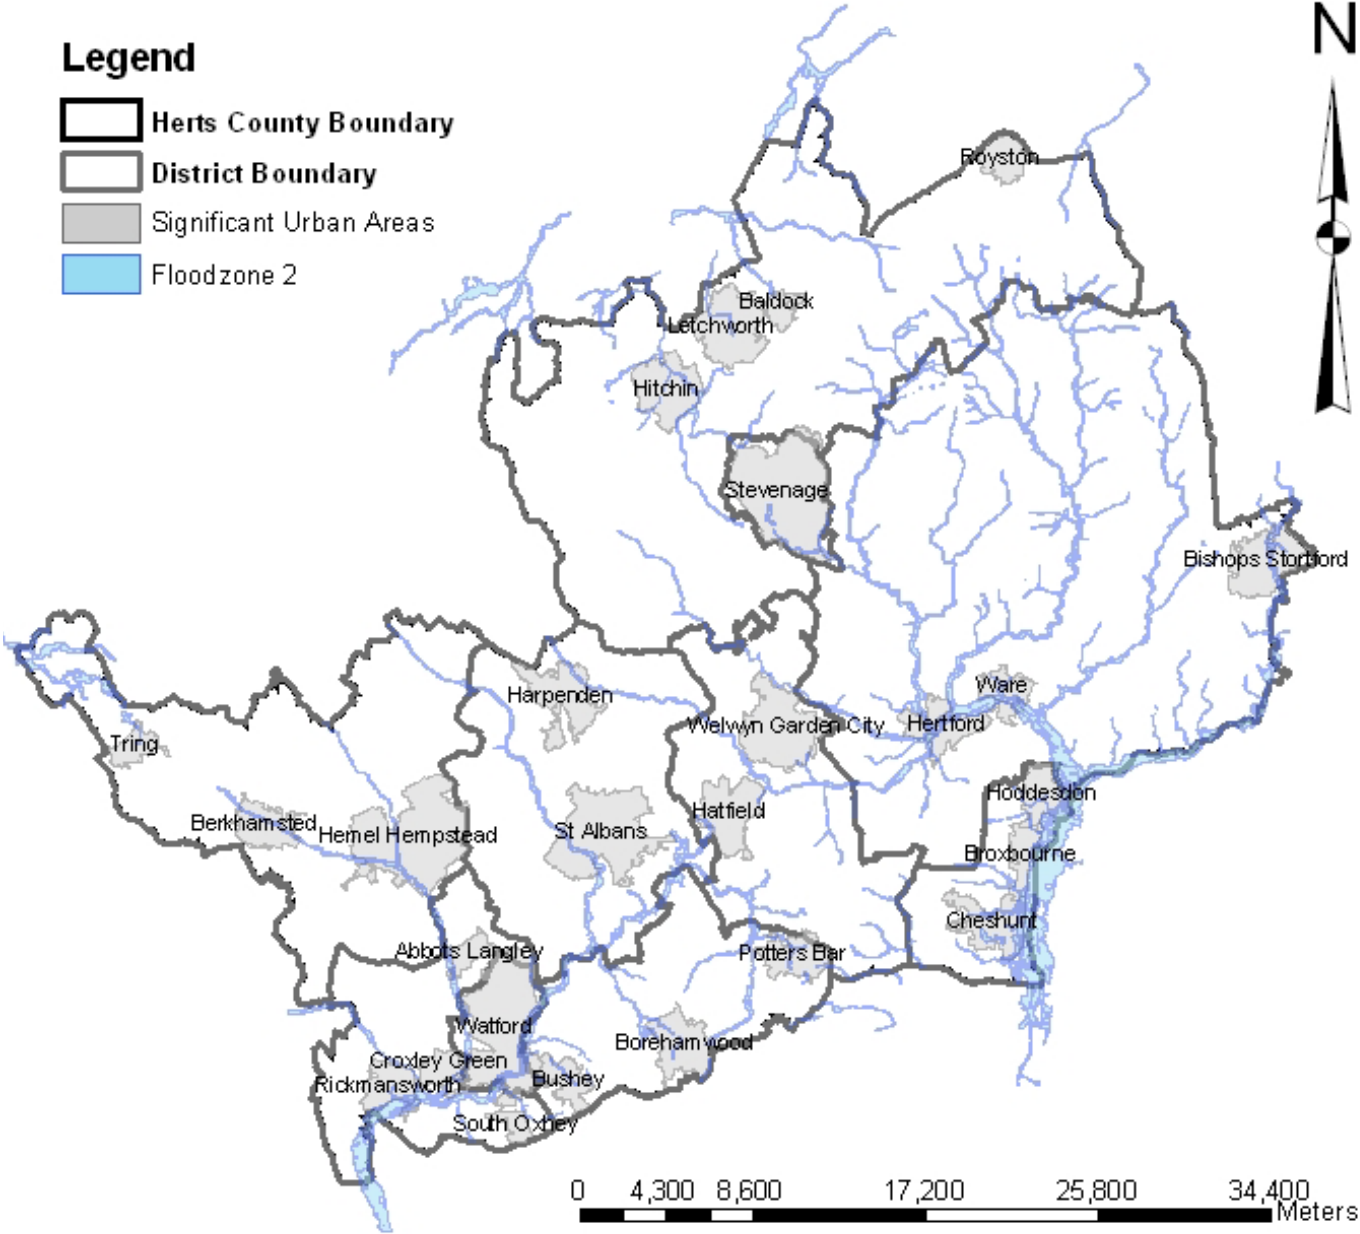 N
Legend
Herts County Boundary
District Boundary
Significant Urban Areas
Floodzone 2
Royston
Baldock
Letchworth
Hitchin
Stevenage
Bishops Stortford
Harpenden
Ware
Welwyn Garden City
Hertford
Tring
Hoddesdon
Hatfield
Berkhamsted
Hemel Hempstead
St Albans
Broxbourne
Cheshunt
Abbots Langley
Potters Bar
Watford
Borehamwood
Croxley Green
Rickmansworth
Bushey
South Oxhey
0 4,300 8,600 17,200 25,800 34,400
Meters